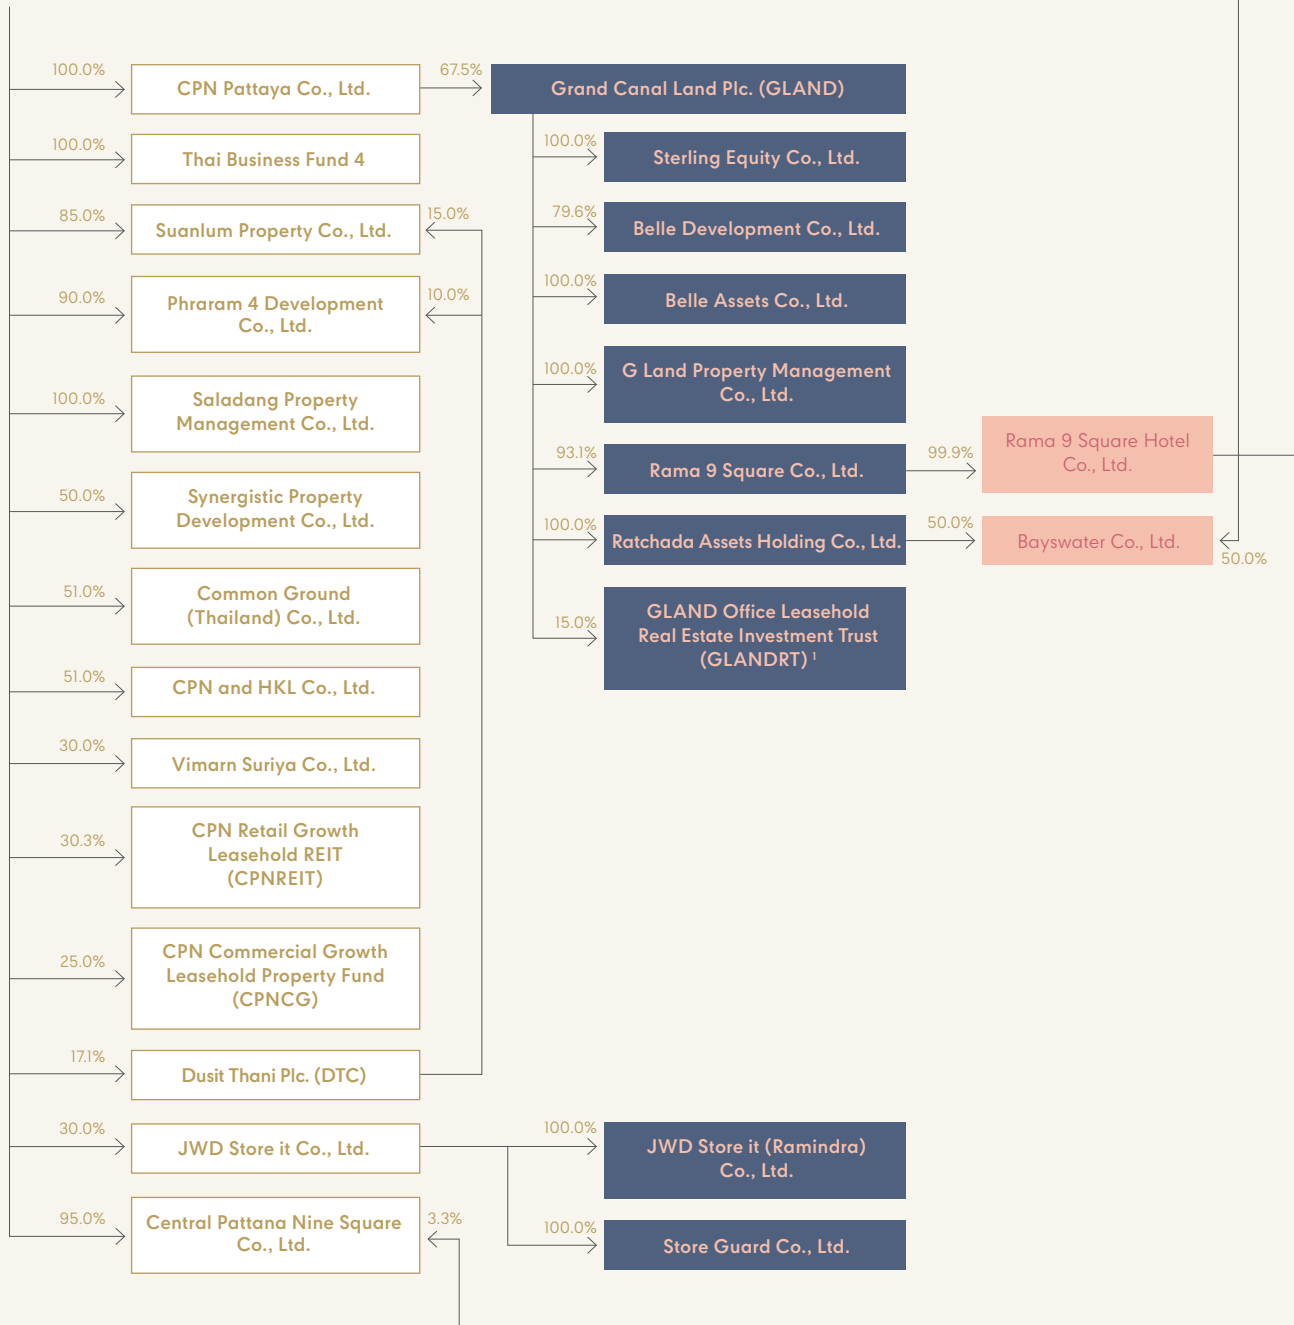 100.0%
CPN Pattaya Co., Ltd.
67.5%
Grand Canal Land Plc. (GLAND)
100.0%
Thai Business Fund 4
100.0%
Sterling Equity Co., Ltd.
85.0%
Suanlum Property Co., Ltd.
15.0%
79.6%
Belle Development Co., Ltd.
90.0%
Phraram 4 Development
Co., Ltd.
10.0%
100.0%
Belle Assets Co., Ltd.
100.0%
Saladang Property
Management Co., Ltd.
100.0%
G Land Property Management
Co., Ltd.
50.0%
Synergistic Property
Development Co., Ltd.
93.1%
Rama 9 Square Co., Ltd.
99.9%
Rama 9 Square Hotel
Co., Ltd.
100.0%
Ratchada Assets Holding Co., Ltd.
50.0%
Bayswater Co., Ltd.
50.0%
51.0%
Common Ground
(Thailand) Co., Ltd.
15.0%
GLAND Office Leasehold
Real Estate Investment Trust
(GLANDRT) ¹
51.0%
CPN and HKL Co., Ltd.
30.0%
Vimarn Suriya Co., Ltd.
30.3%
CPN Retail Growth
Leasehold REIT
(CPNREIT)
25.0%
CPN Commercial Growth
Leasehold Property Fund
(CPNCG)
17.1%
Dusit Thani Plc. (DTC)
30.0%
JWD Store it Co., Ltd.
100.0%
JWD Store it (Ramindra)
Co., Ltd.
95.0%
Central Pattana Nine Square
Co., Ltd.
3.3%
100.0%
Store Guard Co., Ltd.